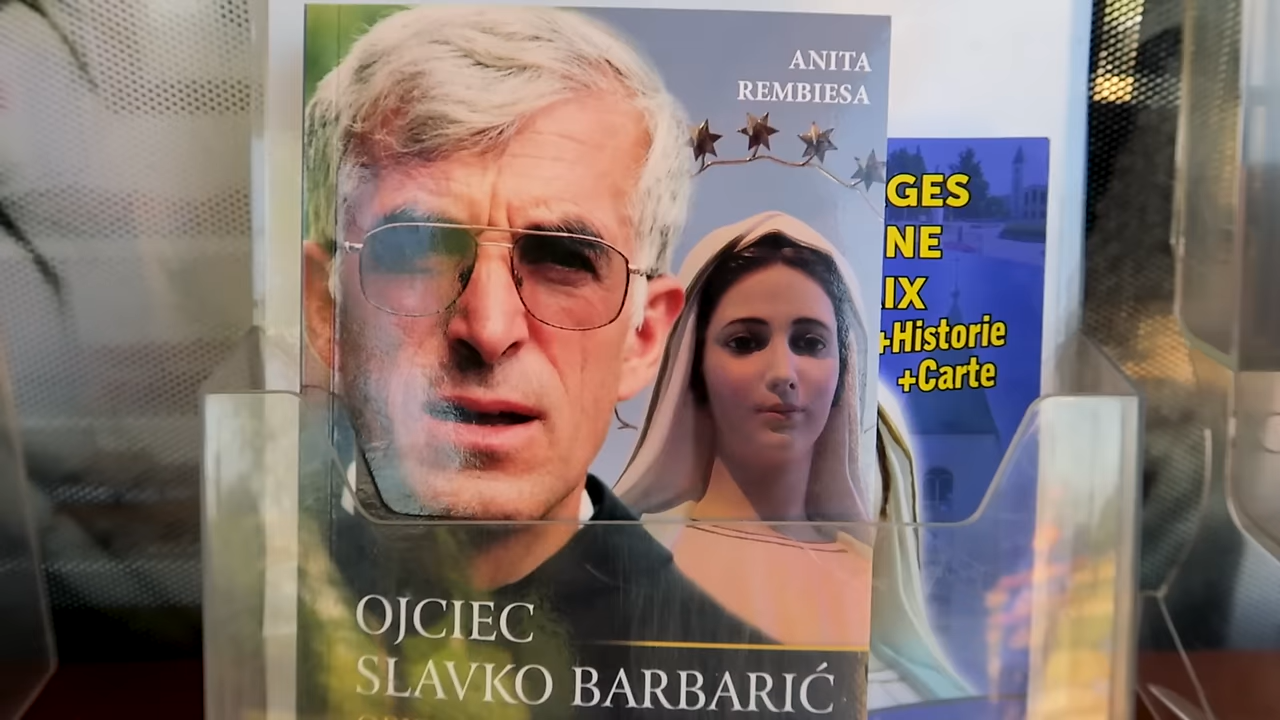 ANITA
REMBIESA
GES
NE
IX
+Historie
+Carte
OJCIEC
SLAVKO BARBARIĆ